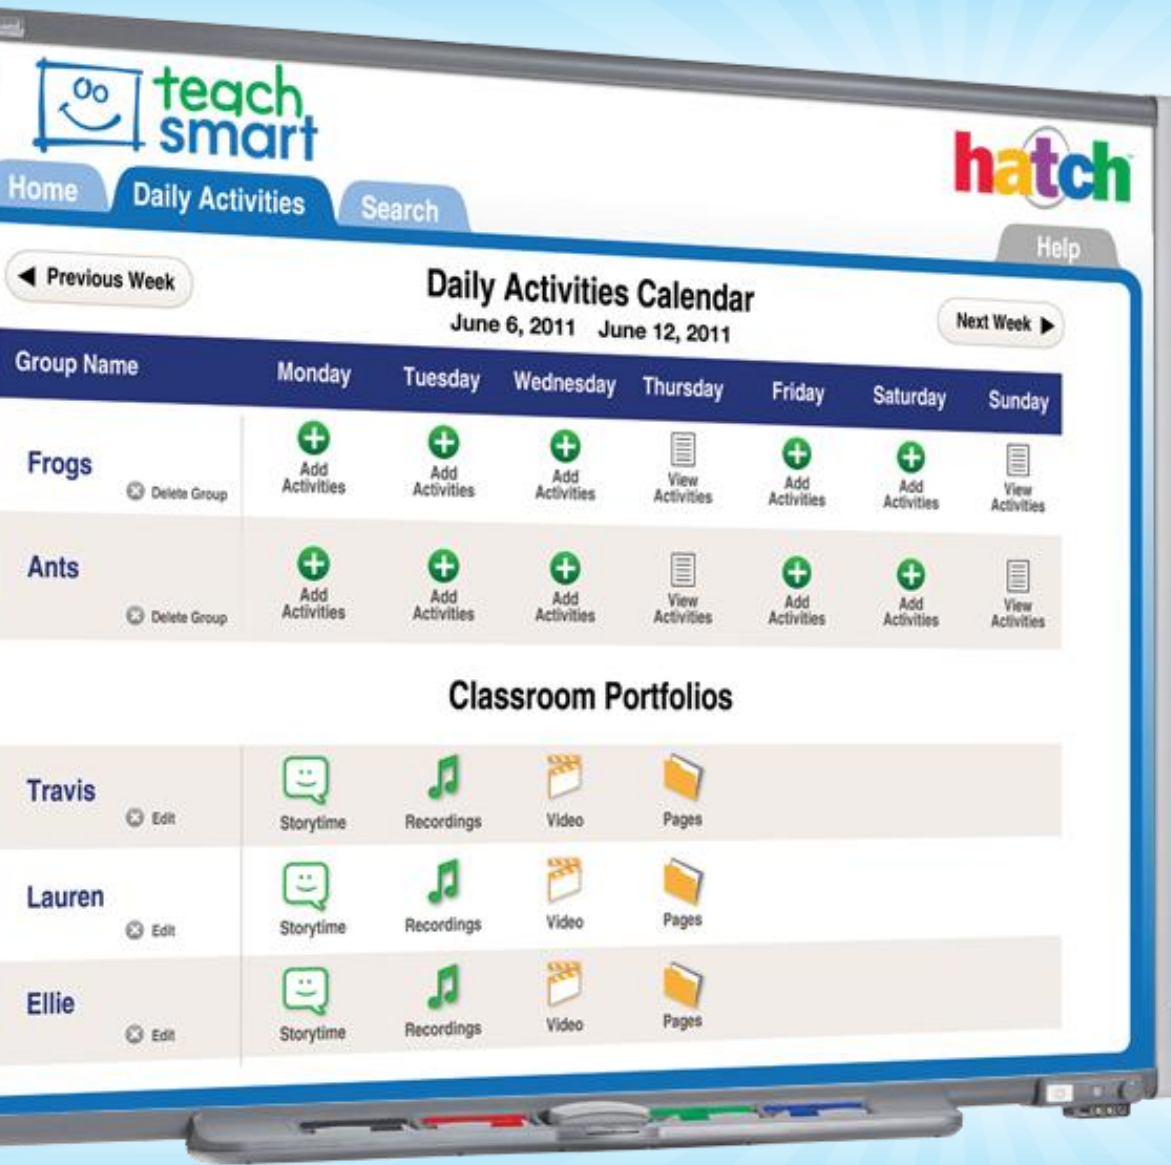 teach
smart
hatch
Home
Daily Activities
Search
Help
Previous Week
Daily Activities Calendar
June 6, 2011 June 12, 2011
Next Week
Group Name Monday Tuesday Wednesday Thursday Friday Saturday Sunday
Frogs
Delete Group
Add Activities
Add Activities
Add Activities
View Activities
Add Activities
Add Activities
View Activities
Ants
Delete Group
Add Activities
Add Activities
Add Activities
View Activities
Add Activities
Add Activities
View Activities
Classroom Portfolios
Travis
Edit
Storytime Recordings Video Pages
Lauren
Edit
Storytime Recordings Video Pages
Ellie
Edit
Storytime Recordings Video Pages